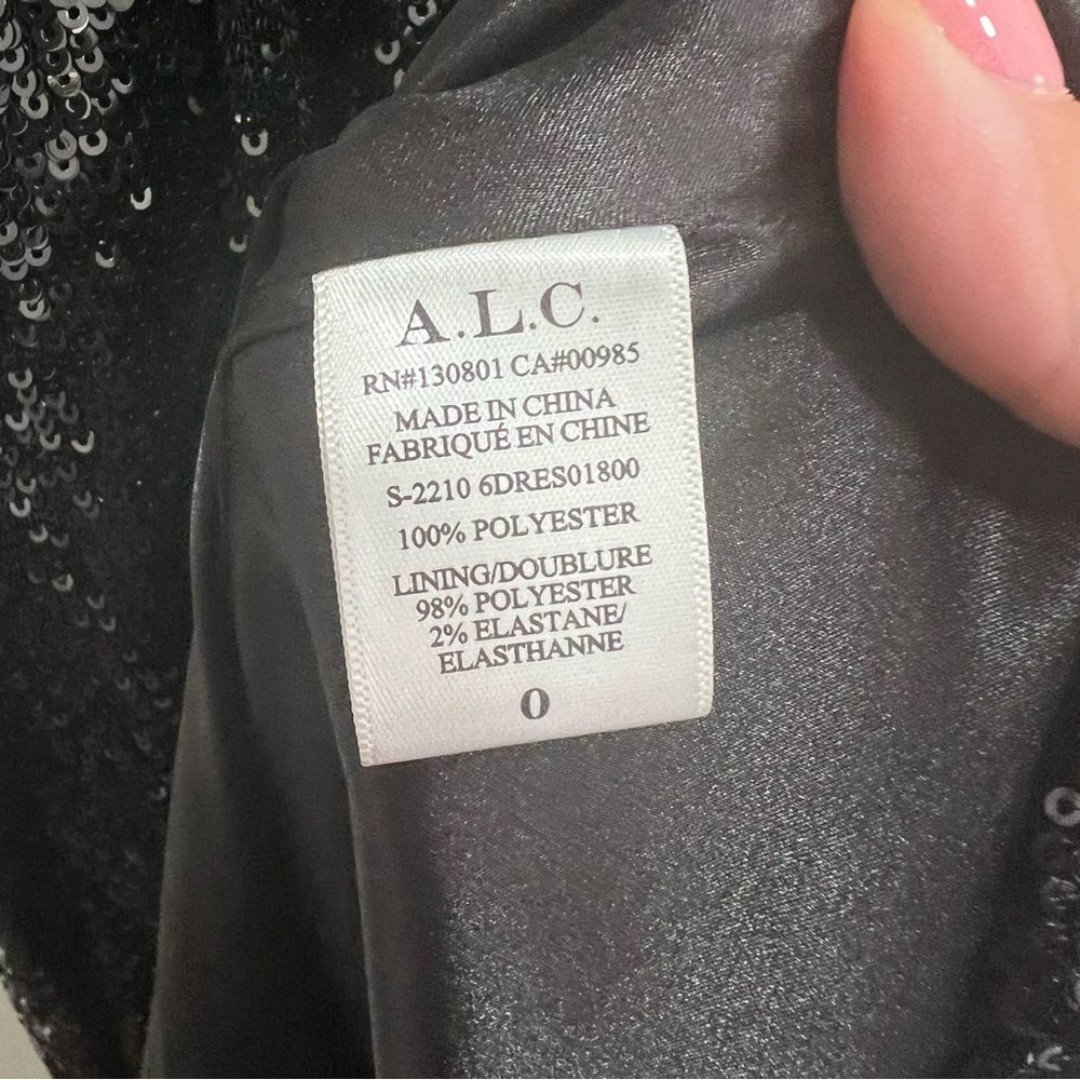 A.L.C.
RN#130801 CA#00985
MADE IN CHINA
FABRIQUÉ EN CHINE
S-2210 6DRES01800
100% POLYESTER
LINING/DOUBLURE
98% POLYESTER
2% ELASTANE/
ELASTHANNE
0